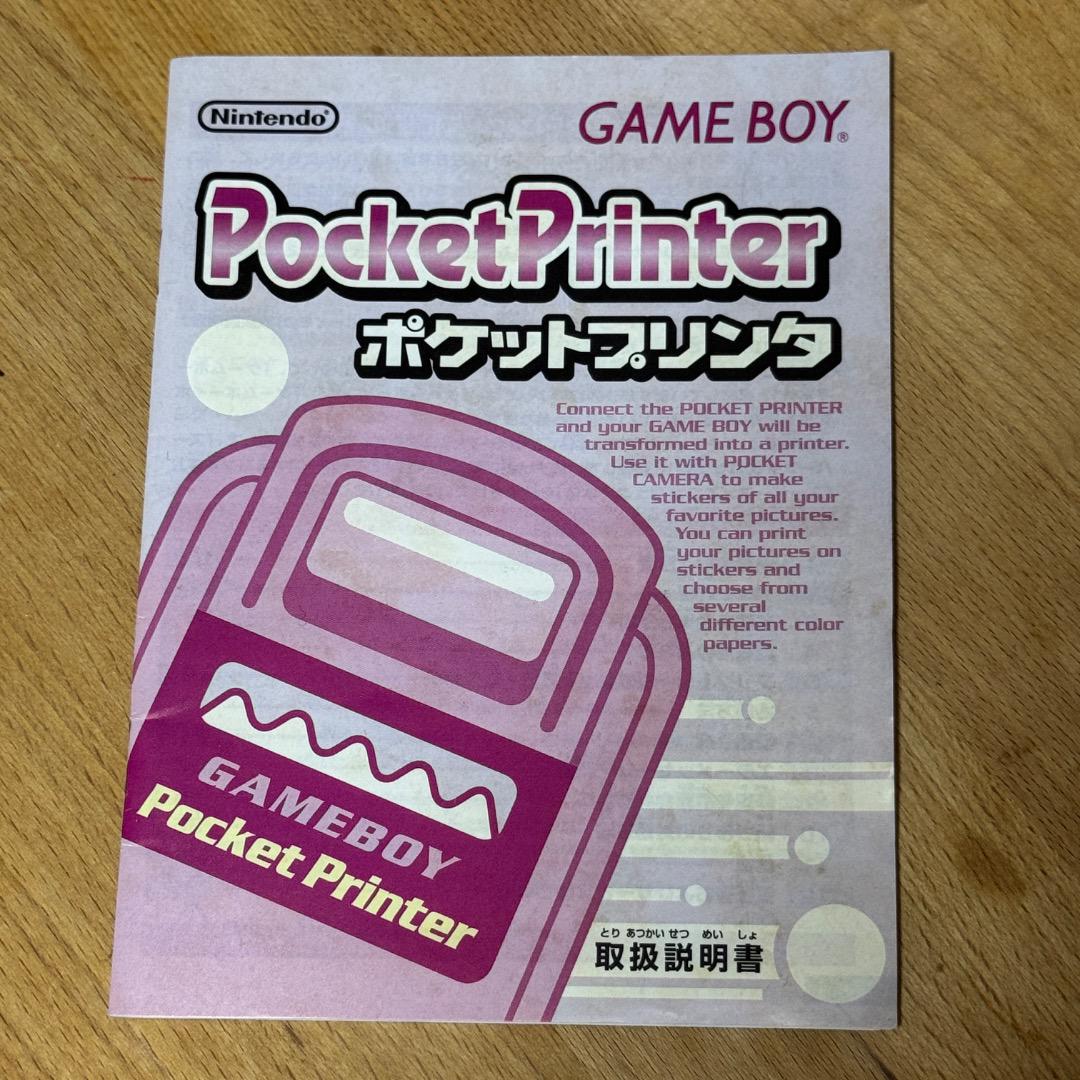 Nintendo®
GAME BOY®
PocketPrinter
ポケットプリンタ
Connect the POCKET PRINTER
and your GAME BOY will be
transformed into a printer.
Use it with POCKET
CAMERA to make
stickers of all your
favorite pictures.
You can print
your pictures on
stickers and
choose from
several
different color
papers.
GAMEBOY
Pocket Printer
とり あつかい せつ めい しょ
取扱説明書